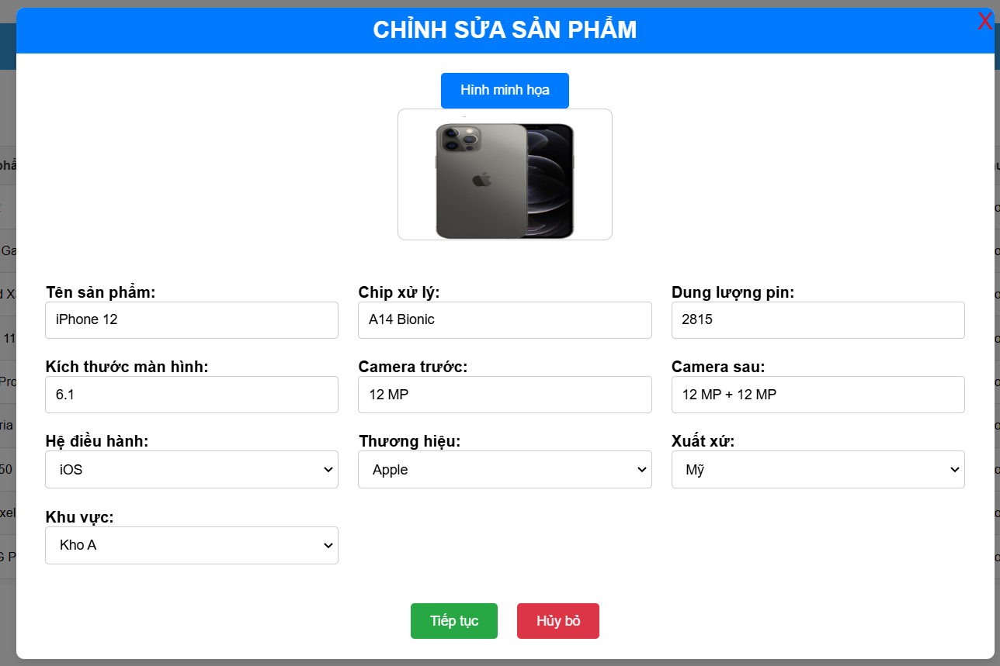 CHỈNH SỬA SẢN PHẨM
X
Hình minh họa
Tên sản phẩm:
Chip xử lý:
Dung lượng pin:
iPhone 12
A14 Bionic
2815
Kích thước màn hình:
Camera trước:
Camera sau:
6.1
12 MP
12 MP + 12 MP
Hệ điều hành:
Thương hiệu:
Xuất xứ:
iOS
Apple
Mỹ
Khu vực:
Kho A
Tiếp tục
Hủy bỏ